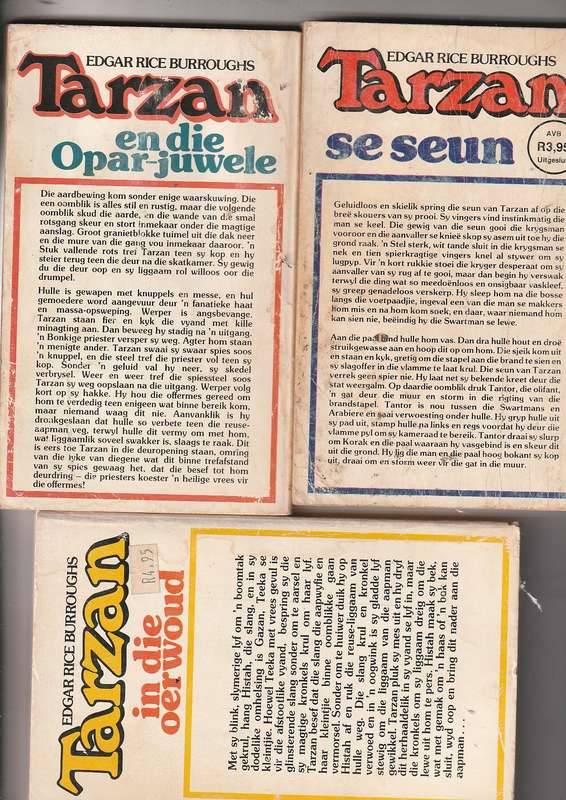 EDGAR RICE BURROUGHS
Tarzan
en die
Opar-juwele
Die aardbewing kom sonder enige waarskuwing. Die
een oomblik is alles stil en rustig, maar die volgende
oomblik skud die aarde, en die wande van die smal
rotsgang skeur en stort inmekaar onder die magtige
aanslag. Groot granietblokke tuimel uit die dak neer
en die mure van die gang vou inmekaar daaroor. 'n
Stuk vallende rots tref Tarzan teen sy kop en hy
steier terug teen die deur na die skatkamer. Sy gewig
du die deur oop en sy liggaam rol willoos oor die
drumpel.
Hulle is gewapen met knuppels en messe, en hul
gemoedere word aangevuur deur 'n fanatieke haat
en massa-opsweping. Werper is angsbevange.
Tarzan staan fier en kyk die vyand met kille
minagting aan. Dan beweeg hy stadig na 'n uitgang.
'n Bonkige priester versper sy weg. Agter hom staan
'n menigte ander. Tarzan swaai sy swaar spies soos
'n knuppel, en die steel tref die priester vol teen sy
kop. Sonder 'n geluid val hy neer, sy skedel
verbrysel. Weer en weer tref die spiessteel soos
Tarzan sy weg oopslaan na die uitgang. Werper volg
kort op sy hakke. Hy hou die offermes gereed om
hom te verdedig teen enigeen wat binne bereik kom,
maar niemand waag dit nie. Aanvanklik is hy
droikgeslaan dat hulle so verbete teen die reuse-
aapman veg, terwyl hulle dit vermy om met hom,
wat liggaamlik soveel swakker is, slaags te raak. Dit
is eers toe Tarzan in die deuropening staan, omring
van die lyke van diegene wat dit binne trefafstand
van sy spies gewaag het, dat die besef tot hom
deurdring – die priesters koester 'n heilige vrees vir
die offermes!
EDGAR RICE BURROUGHS
Tarzan
se seun
AVB
R3,95
Uitgeslui
Geluidloos en skielik spring die seun van Tarzan af op die
breë skouers van sy prooi. Sy vingers vind instinkmatig die
man se keel. Die gewig van die seun gooi die krygsman
vooroor en die aanvaller se knieë skop sy asem uit toe hy die
grond raak. 'n Stel sterk, wit tande sluit in die krygsman se
nek en tien spierkragtige vingers knel al stywer om sy
lugpyp. Vir 'n kort rukkie stoei die kryger desperaat om sy
aanvaller van sy rug af te gooi, maar dan begin hy verswak
terwyl die ding wat so meedoënloos en onsigbaar vaskleef,
sy greep genadeloos verskerp. Hy sleep hom na die bosse
langs die voetpaadjie, ingeval een van die man se makkers
hom mis en na hom kom soek, en daar, waar niemand hom
kan sien nie, beëindig hy die Swartman se lewe.
Aan die paal bind hulle hom vas. Dan dra hulle hout en droë
struikgewasse aan en hoop dit op om hom. Die sjeik kom uit
en staan en kyk, gretig om die stapel aan die brand te sien en
sy slagoffer in die vlamme te laat krul. Die seun van Tarzan
verrek geen spier nie. Hy laat net sy bekende kreet deur die
stat weergalm. Op daardie oomblik druk Tantor, die olifant,
'n gat deur die muur en storm in die rigting van die
brandstapel. Tantor is nou tussen die Swartmans en
Arabiere en saai verwoesting onder hulle. Hy gryp hulle uit
sy pad uit, stamp hulle na links en regs voordat hy deur die
vlamme pyl om sy kameraad te bereik. Tantor draai sy slurp
om Korak en die paal waaraan hy vasgebind is en skeur dit
uit die grond. Hy lig die man en die paal hoog bokant sy kop
uit, draai om en storm weer vir die gat in die muur.
EDGAR RICE BURROUGHS
Tarzan
in die
oerwoud
R4,95
Met sy blink, slymerige lyf om 'n boomtak
gekrul, hang Histah, die slang, en in sy
dodelike omhelsing is Gazan, Teeka se
kleintjie. Hoewel Teeka met vrees gevul is
vir die afstootlike vyand, bespring sy die
glinsterende slang sonder om te aarsel en
sy magtige kronkels krul om haar lyf.
Tarzan besef dat die slang die aapwyfie en
haar kleintjie binne oomblikke gaan
vermorsel. Sonder om te huiwer duik hy op
Histah af en ruk die reuse-liggaam van
hulle weg. Die slang krul en kronkel
verwoed en in 'n oogwink is sy gladde lyf
stewig om die liggaam van die aapman
gewikkel. Tarzan pluk sy mes uit en hy dryf
dit herhaaldelik in sy vyand se lyf in, maar
die kronkels om sy liggaam dreig om die
lewe uit hom te pers. Histah maak sy bek,
wat met gemak om 'n haas of 'n bok kan
sluit, wyd oop en bring dit nader aan die
aapman . . . .